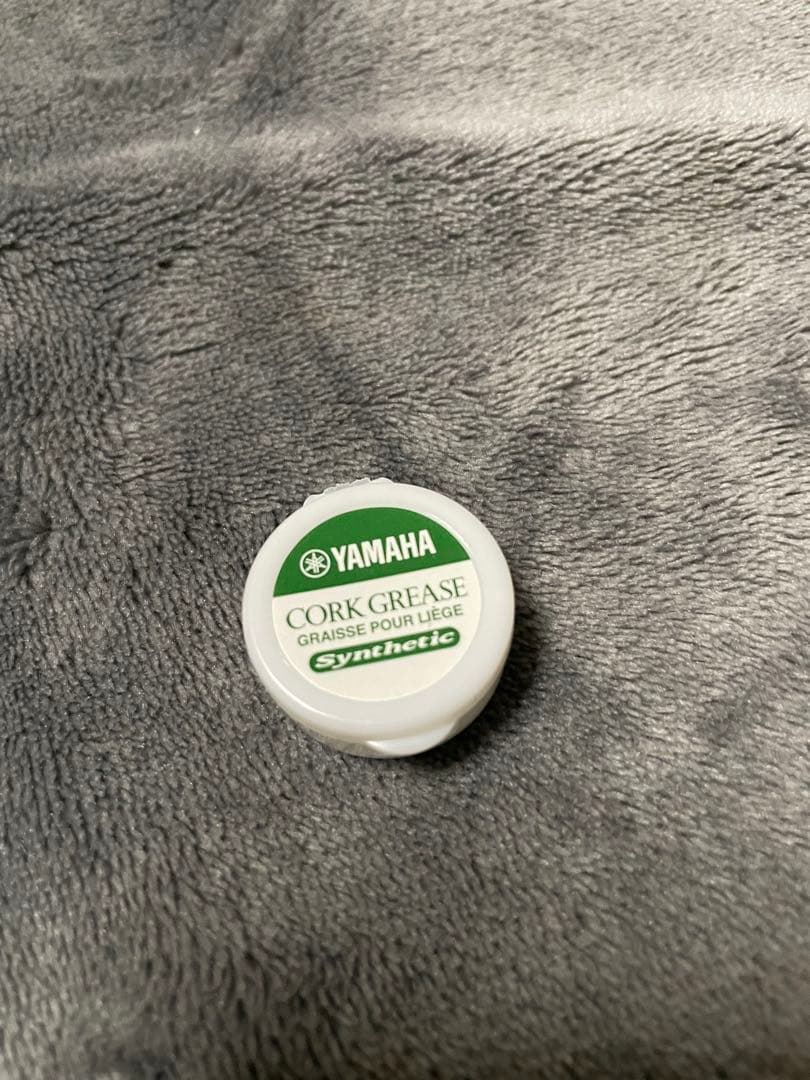 YAMAHA
CORK GREASE
GRAISSE POUR LIÈGE
Synthetic